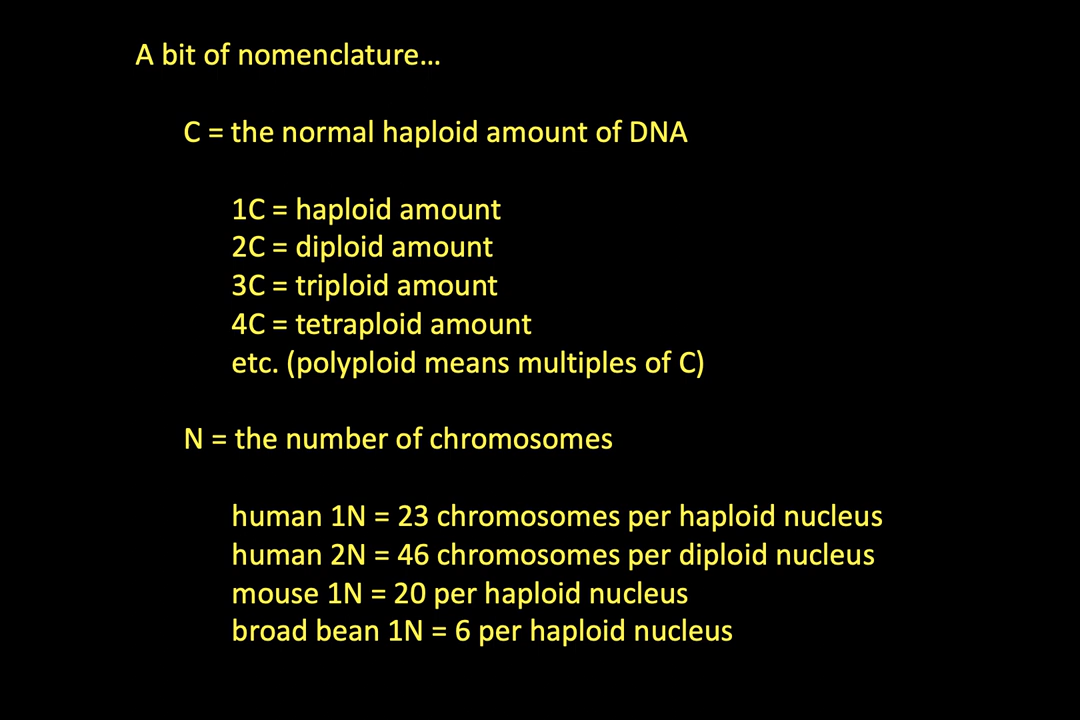 A bit of nomenclature...
C = the normal haploid amount of DNA
1C = haploid amount
2C = diploid amount
3C = triploid amount
4C = tetraploid amount
etc. (polyploid means multiples of C)
N = the number of chromosomes
human 1N = 23 chromosomes per haploid nucleus
human 2N = 46 chromosomes per diploid nucleus
mouse 1N = 20 per haploid nucleus
broad bean 1N = 6 per haploid nucleus